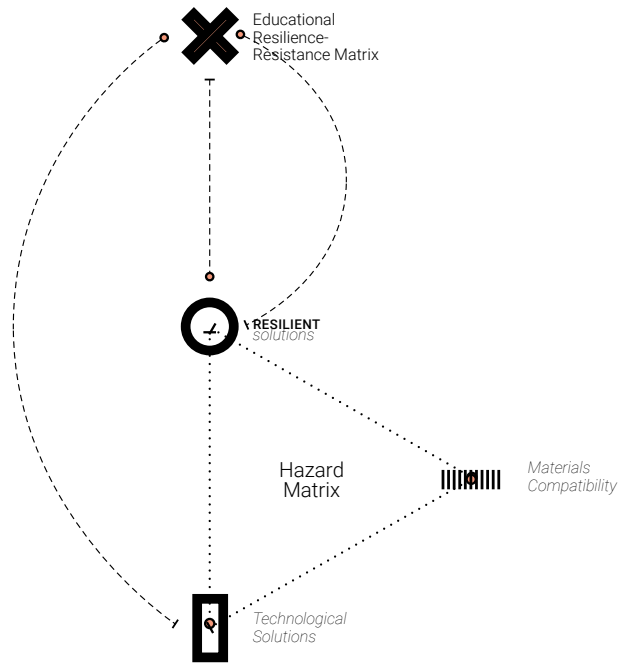 Educational
Resilience-
Resistance Matrix
RESILIENT
solutions
Hazard
Matrix
Materials
Compatibility
Technological
Solutions